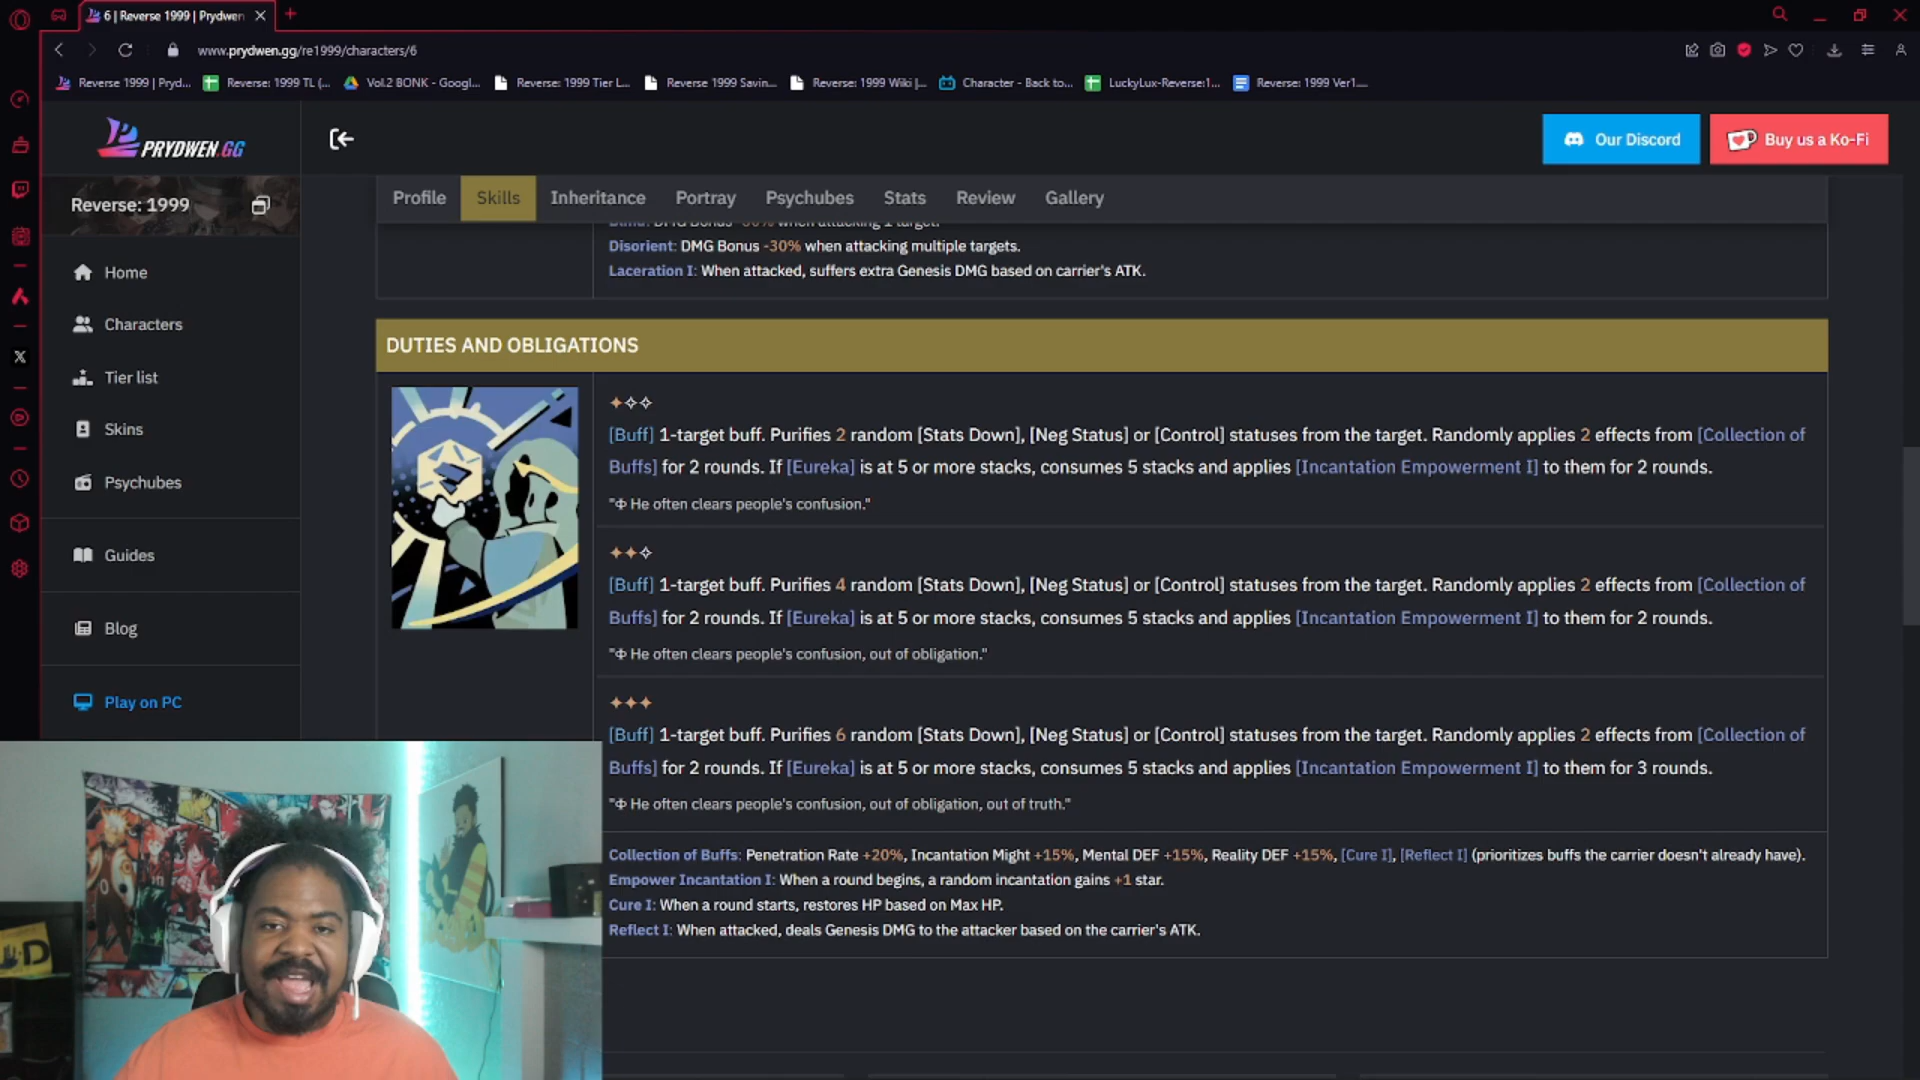 6 | Reverse 1999 | Prydwen
www.prydwen.gg/re1999/characters/6
Reverse 1999 | Pryd...
Reverse: 1999 TL (...
Vol.2 BONK - Googl...
Reverse: 1999 Tier L...
Reverse 1999 Savin...
Reverse: 1999 Wiki |...
Character - Back to...
LuckyLux-Reverse:1...
Reverse: 1999 Ver1....
PRYDWEN.GG
Our Discord
Buy us a Ko-Fi
Reverse: 1999
Home
Characters
Tier list
Skins
Psychubes
Guides
Blog
Play on PC
Profile
Skills
Inheritance
Portray
Psychubes
Stats
Review
Gallery
when attacking 1 target.
Disorient: DMG Bonus -30% when attacking multiple targets.
Laceration I: When attacked, suffers extra Genesis DMG based on carrier's ATK.
DUTIES AND OBLIGATIONS
[Buff] 1-target buff. Purifies 2 random [Stats Down], [Neg Status] or [Control] statuses from the target. Randomly applies 2 effects from [Collection of
Buffs] for 2 rounds. If [Eureka] is at 5 or more stacks, consumes 5 stacks and applies [Incantation Empowerment I] to them for 2 rounds.
"Ф He often clears people's confusion."
[Buff] 1-target buff. Purifies 4 random [Stats Down], [Neg Status] or [Control] statuses from the target. Randomly applies 2 effects from [Collection of
Buffs] for 2 rounds. If [Eureka] is at 5 or more stacks, consumes 5 stacks and applies [Incantation Empowerment I] to them for 2 rounds.
"Ф He often clears people's confusion, out of obligation."
[Buff] 1-target buff. Purifies 6 random [Stats Down], [Neg Status] or [Control] statuses from the target. Randomly applies 2 effects from [Collection of
Buffs] for 2 rounds. If [Eureka] is at 5 or more stacks, consumes 5 stacks and applies [Incantation Empowerment I] to them for 3 rounds.
"Ф He often clears people's confusion, out of obligation, out of truth."
Collection of Buffs: Penetration Rate +20%, Incantation Might +15%, Mental DEF +15%, Reality DEF +15%, [Cure I], [Reflect I] (prioritizes buffs the carrier doesn't already have).
Empower Incantation I: When a round begins, a random incantation gains +1 star.
Cure I: When a round starts, restores HP based on Max HP.
Reflect I: When attacked, deals Genesis DMG to the attacker based on the carrier's ATK.